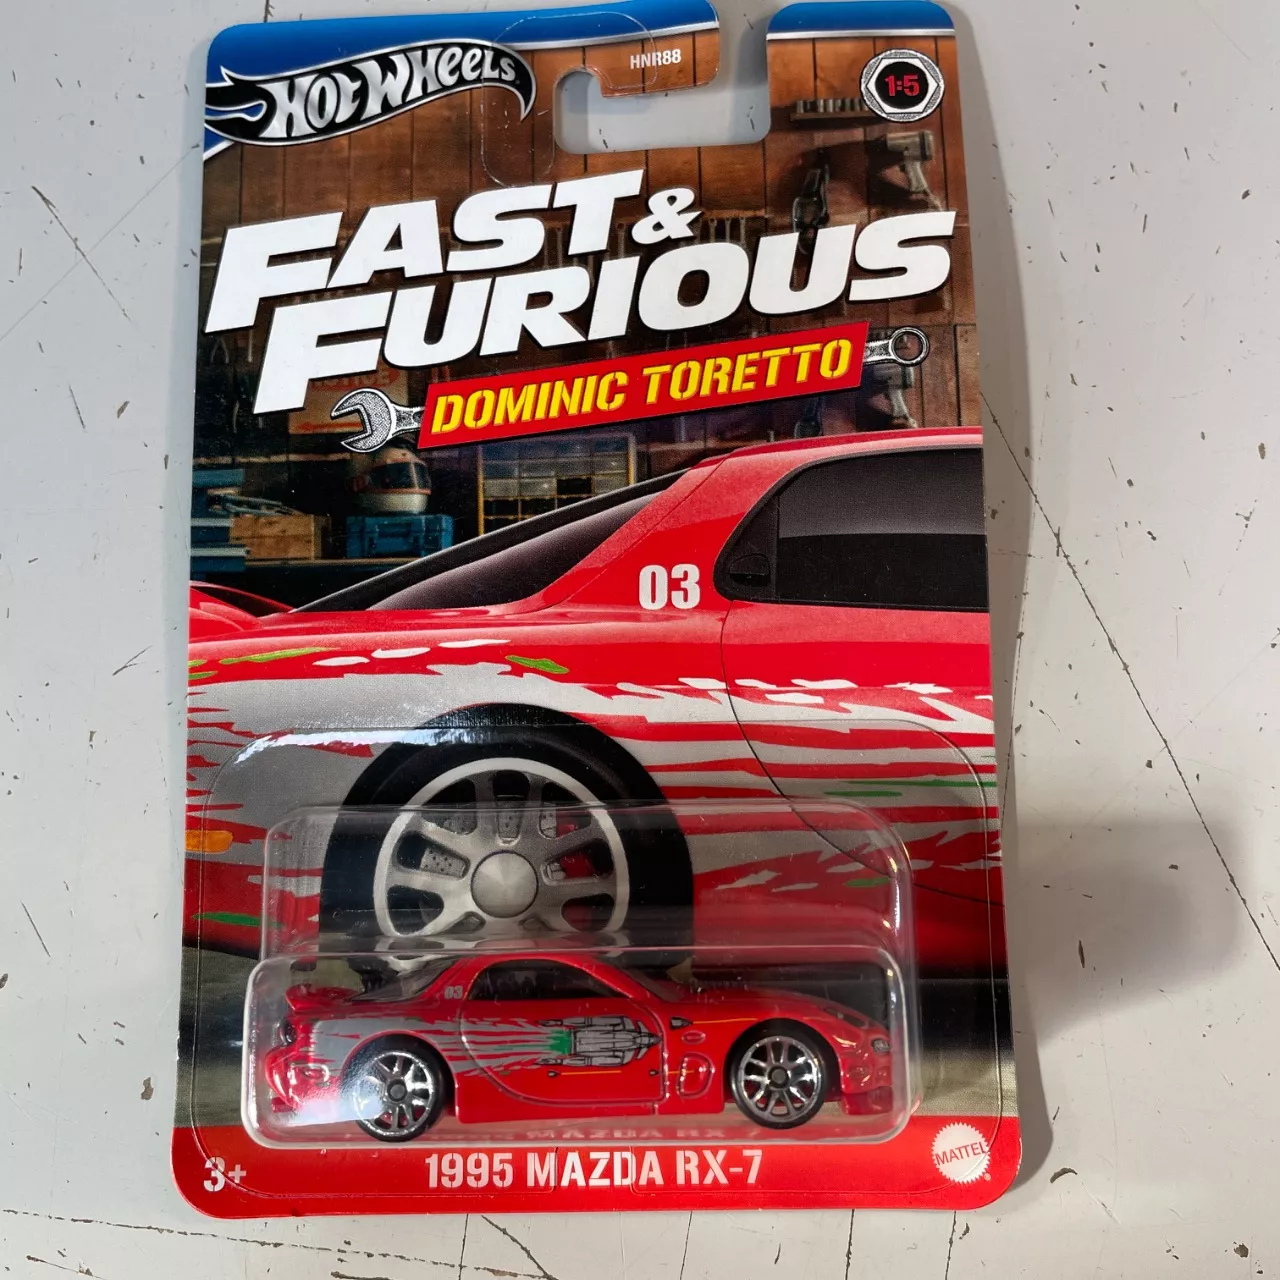 HOT WHEELS
HNR88
1:5
FAST &
FURIOUS
DOMINIC TORETTO
03
03
1995 MAZDA RX-7
3+
MATTEL